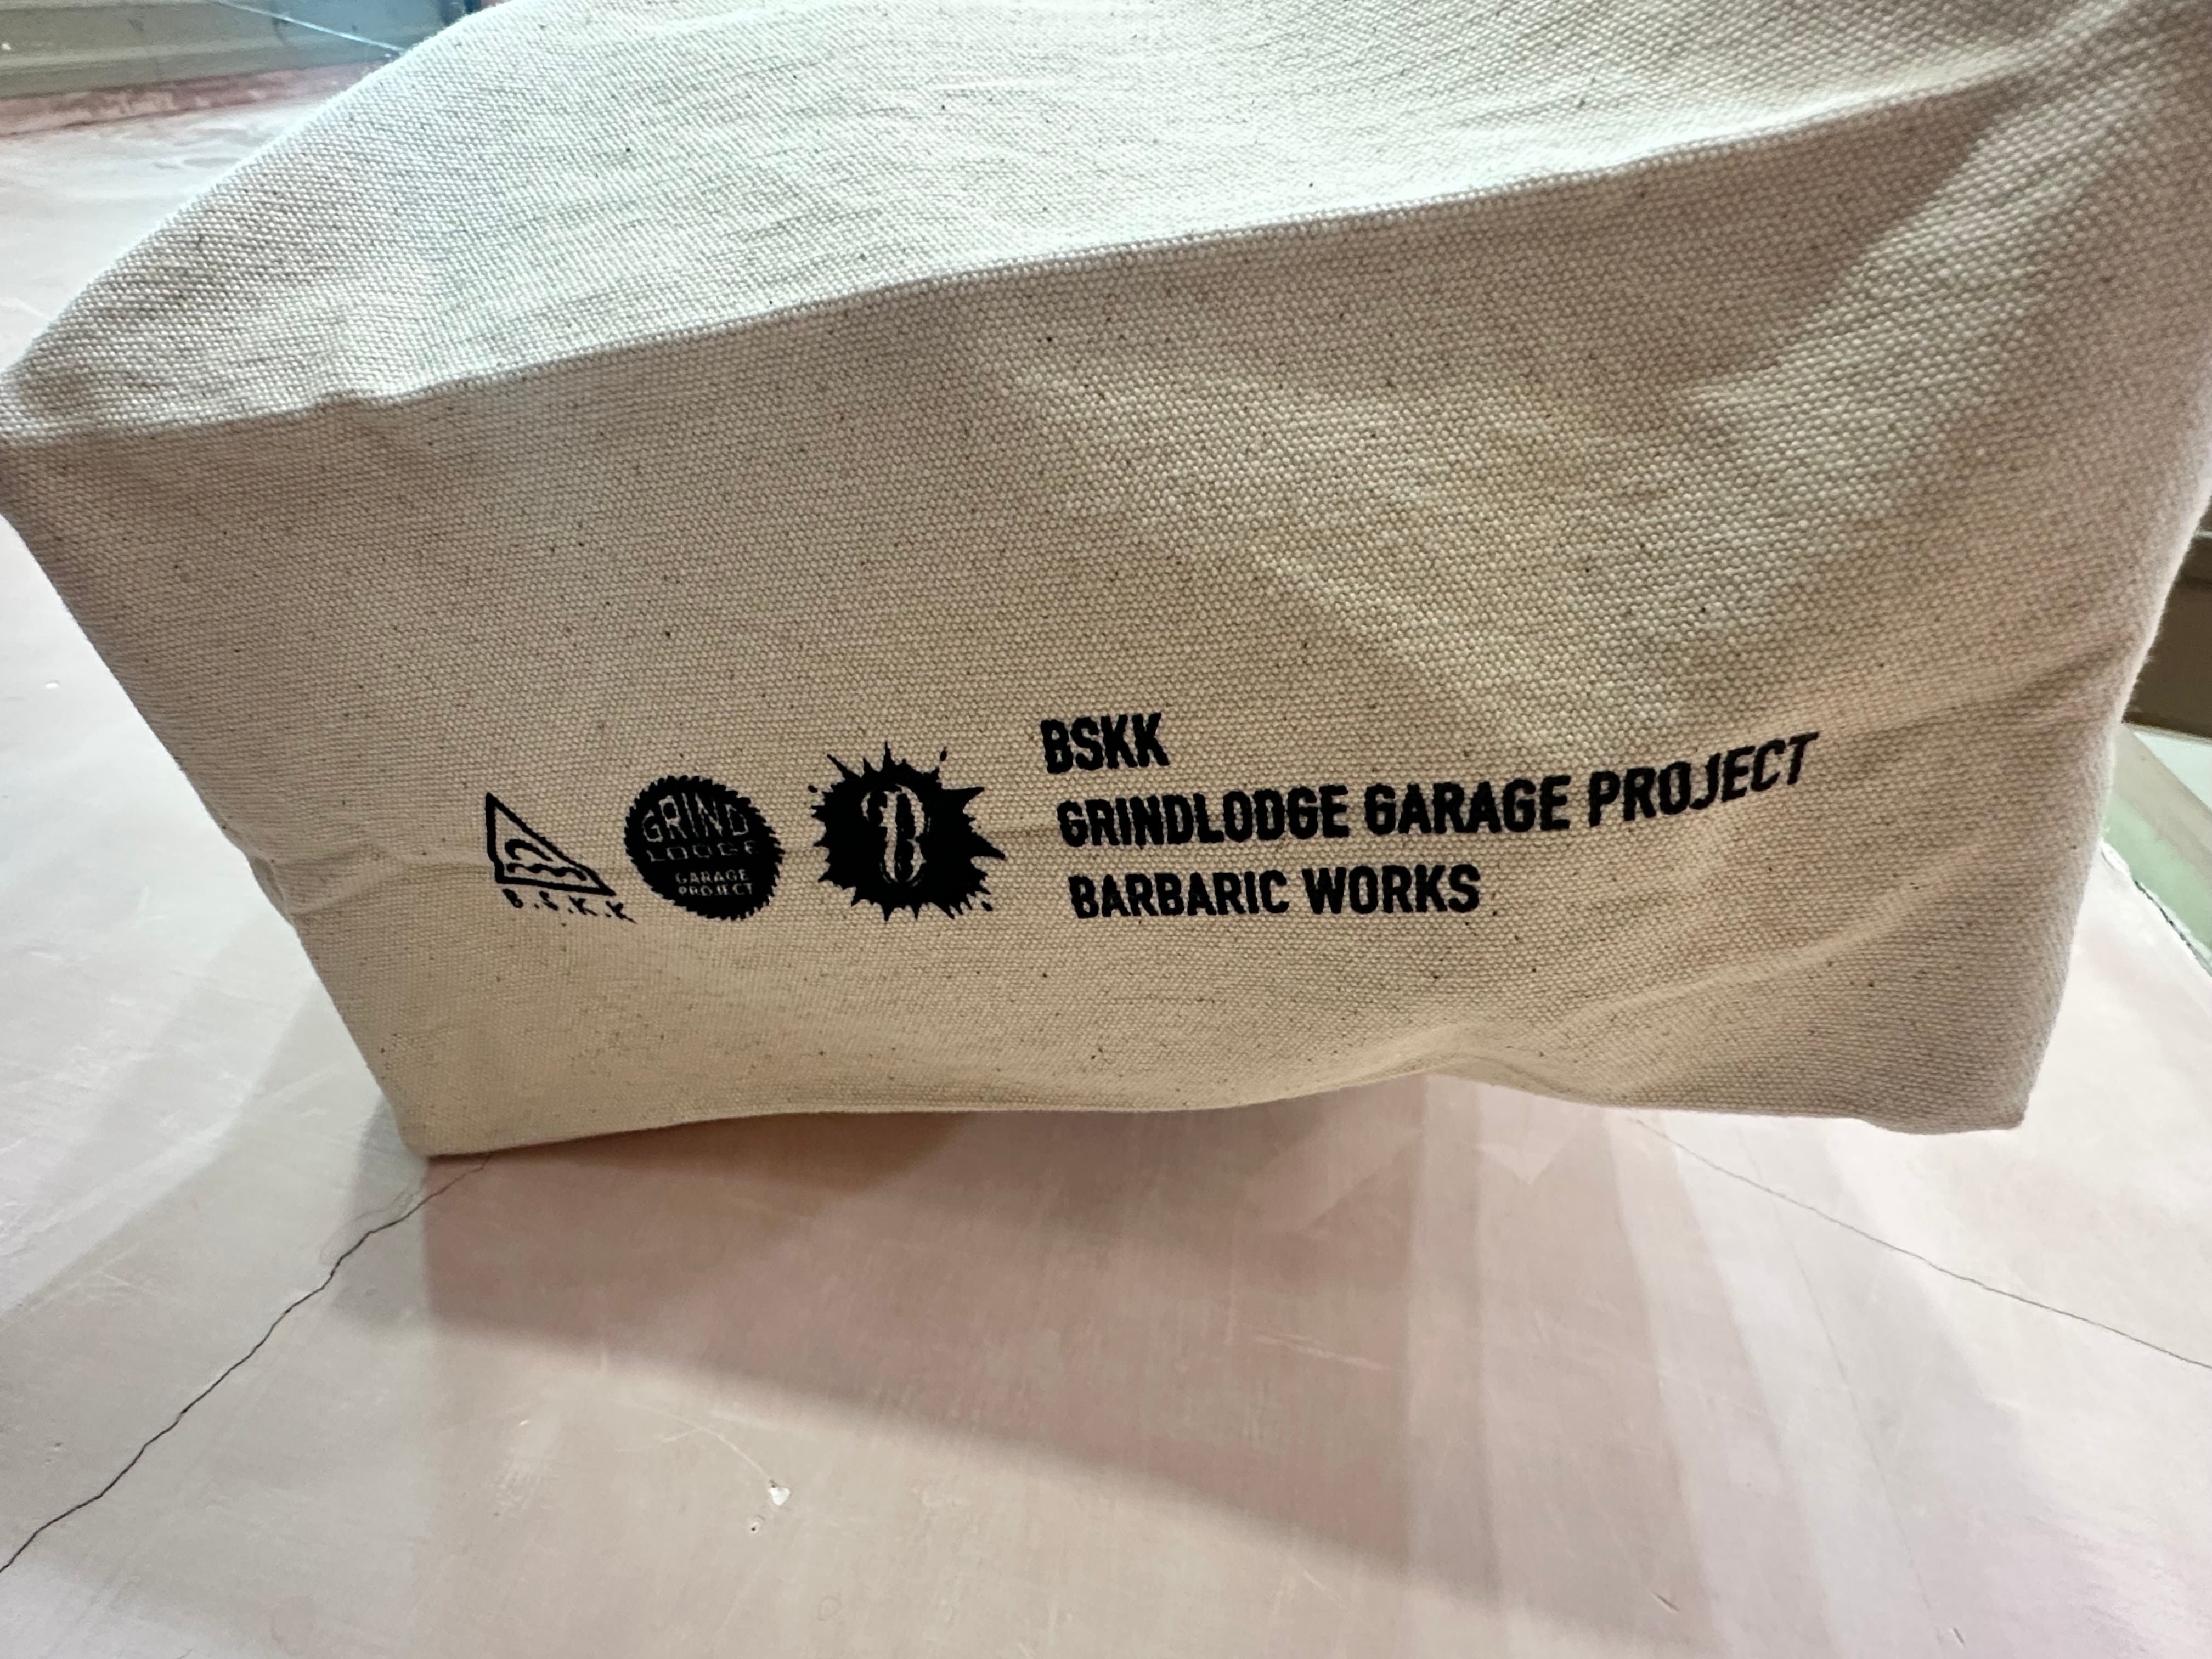 B.S.K.K
GRIND
LODGE
GARAGE
PROJECT
B
BSKK
GRINDLODGE GARAGE PROJECT
BARBARIC WORKS